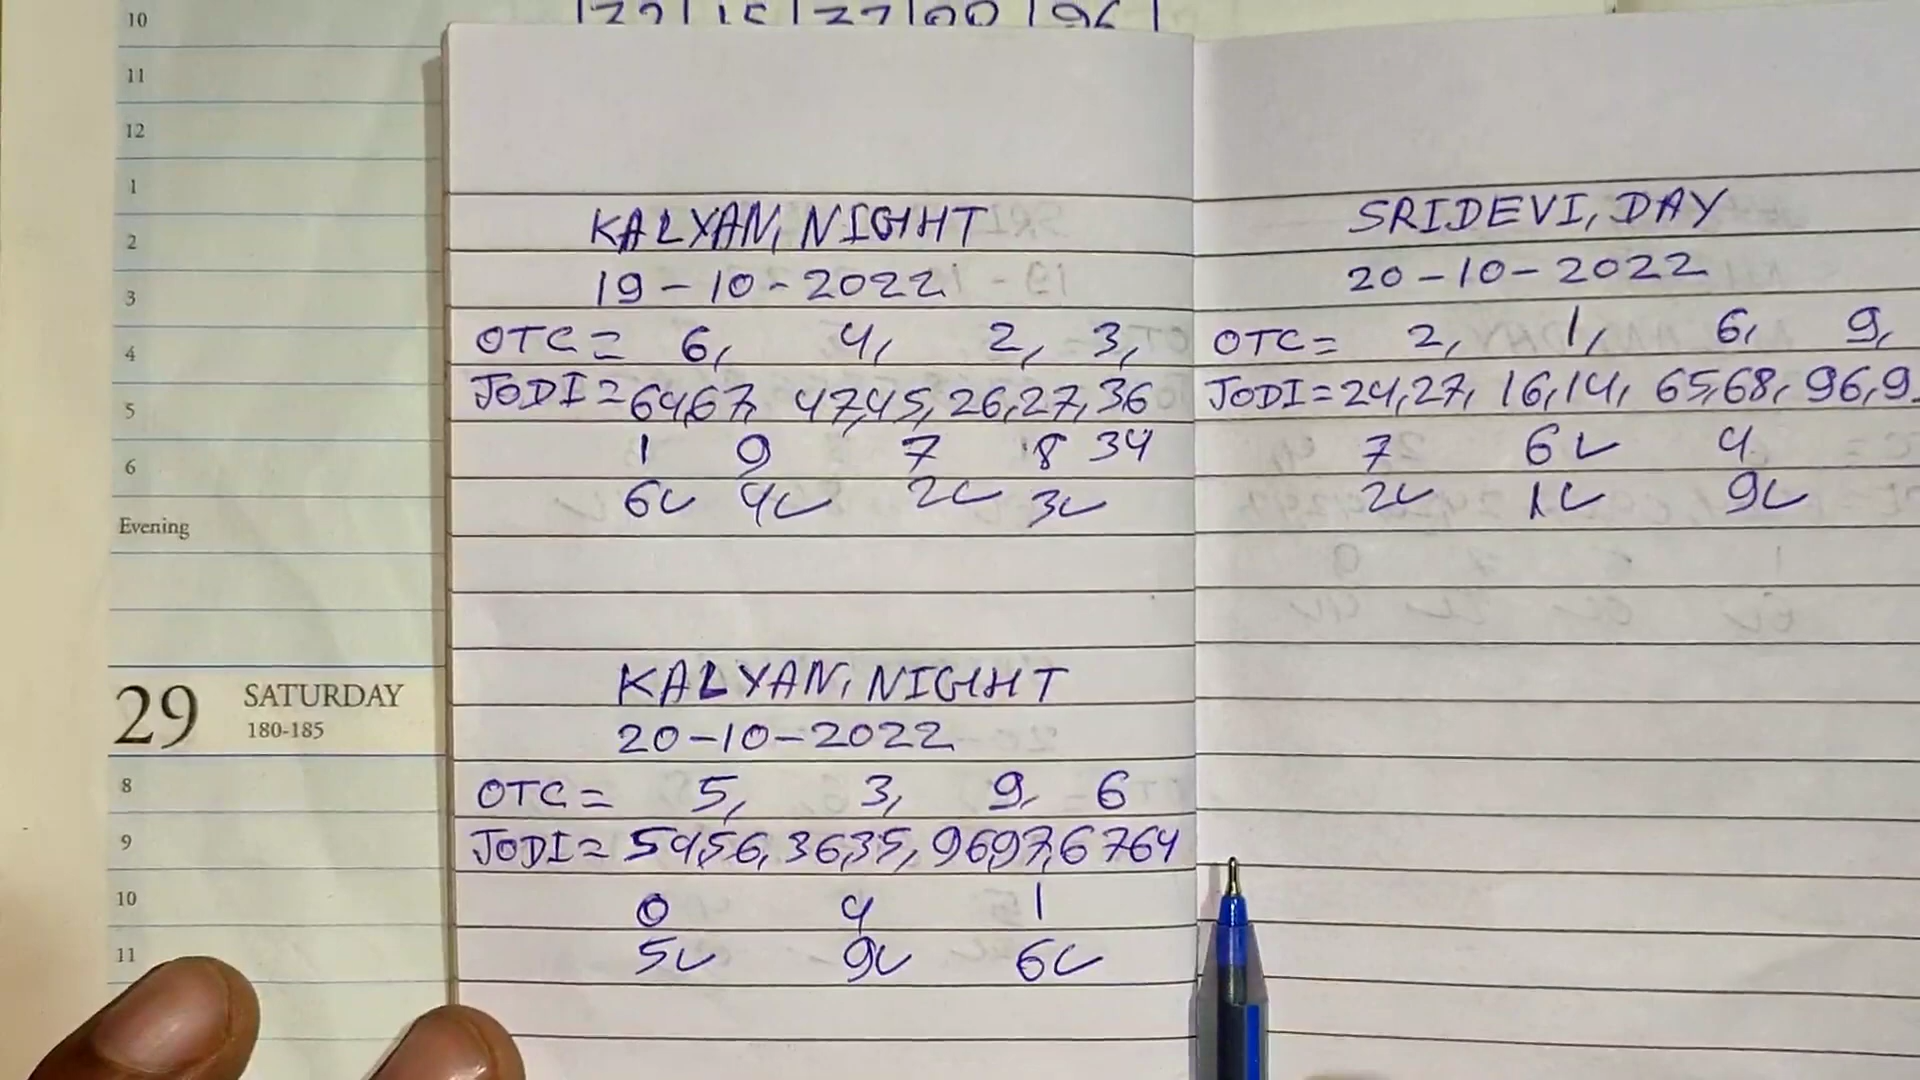 10
11
12
1
2
3
4
5
6
Evening
29 SATURDAY
180-185
8
9
10
11
KALYAN, NIGHT
19-10-2022
OTC= 6, 4, 2, 3,
JODI=64,67, 47,45, 26,27, 36
1 9 7 8 34
6 4 2 3
KALYAN, NIGHT
20-10-2022
OTC= 5, 3, 9, 6
JODI= 54,56, 36,35, 96,97, 6764
0 4 1
5 9 6
SRIDEVI, DAY
20-10-2022
OTC= 2, 1, 6, 9,
JODI=24,27, 16,14, 65,68, 96,9
7 6 4
2 1 9